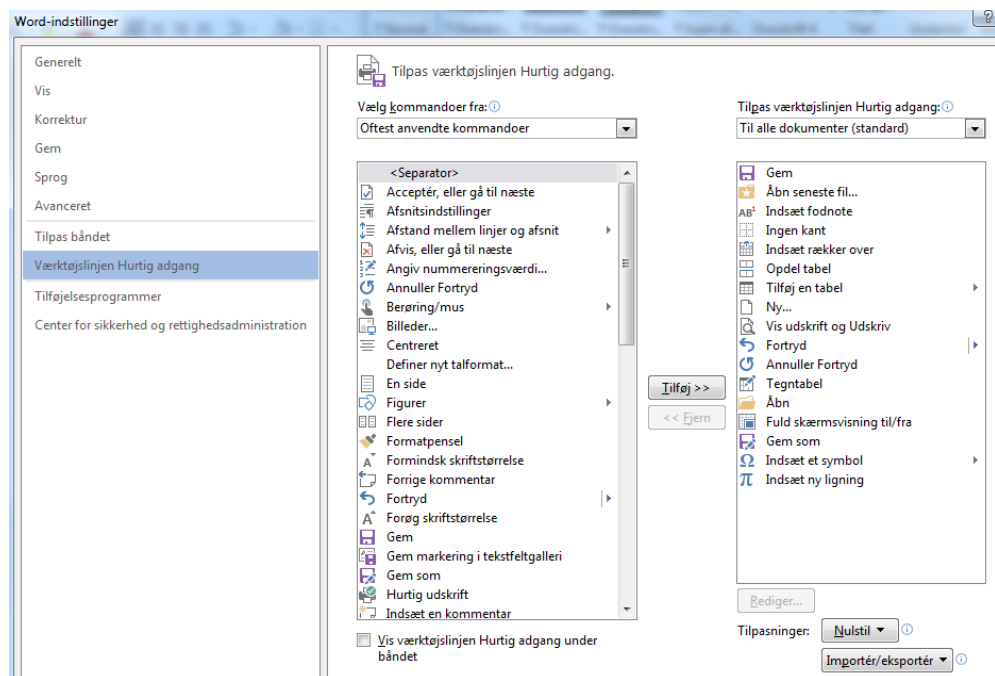 Word-indstillinger
?
Generelt
Vis
Korrektur
Gem
Sprog
Avanceret
Tilpas båndet
Værktøjslinjen Hurtig adgang
Tilføjelsesprogrammer
Center for sikkerhed og rettighedsadministration
Tilpas værktøjslinjen Hurtig adgang.
Vælg kommandoer fra:
Oftest anvendte kommandoer
<Separator>
Acceptér, eller gå til næste
Afsnitsindstillinger
Afstand mellem linjer og afsnit
Afvis, eller gå til næste
Angiv nummereringsværdi...
Annuller Fortryd
Berøring/mus
Billeder...
Centreret
Definer nyt talformat...
En side
Figurer
Flere sider
Formatpensel
Formindsk skriftstørrelse
Forrige kommentar
Fortryd
Forøg skriftstørrelse
Gem
Gem markering i tekstfeltgalleri
Gem som
Hurtig udskrift
Indsæt en kommentar
Vis værktøjslinjen Hurtig adgang under
båndet
Tilføj >>
<< Fjern
Tilpas værktøjslinjen Hurtig adgang:
Til alle dokumenter (standard)
Gem
Åbn seneste fil...
Indsæt fodnote
Ingen kant
Indsæt rækker over
Opdel tabel
Tilføj en tabel
Ny...
Vis udskrift og Udskriv
Fortryd
Annuller Fortryd
Tegntabel
Åbn
Fuld skærmsvisning til/fra
Gem som
Indsæt et symbol
Indsæt ny ligning
Rediger...
Tilpasninger:
Nulstil
Importér/eksportér